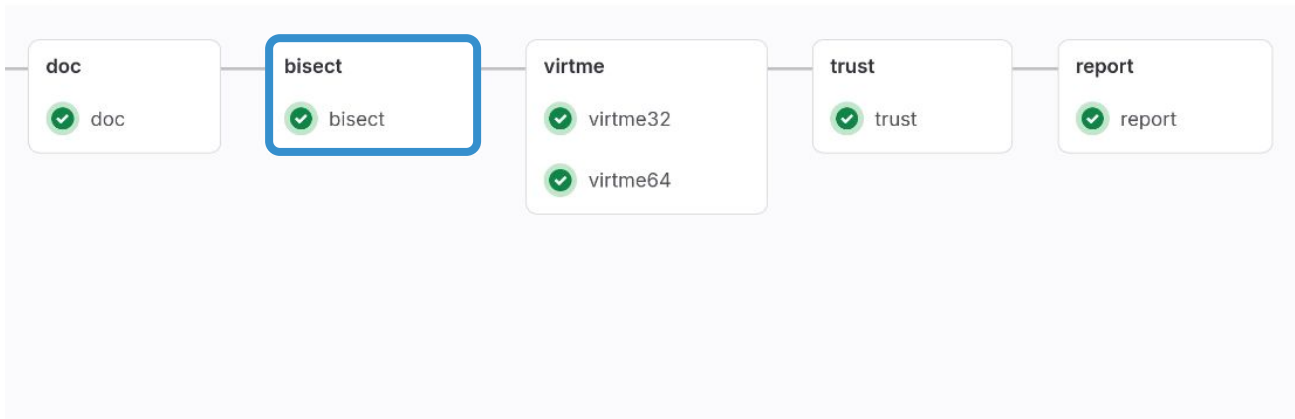 doc
doc
bisect
bisect
virtme
virtme32
virtme64
trust
trust
report
report